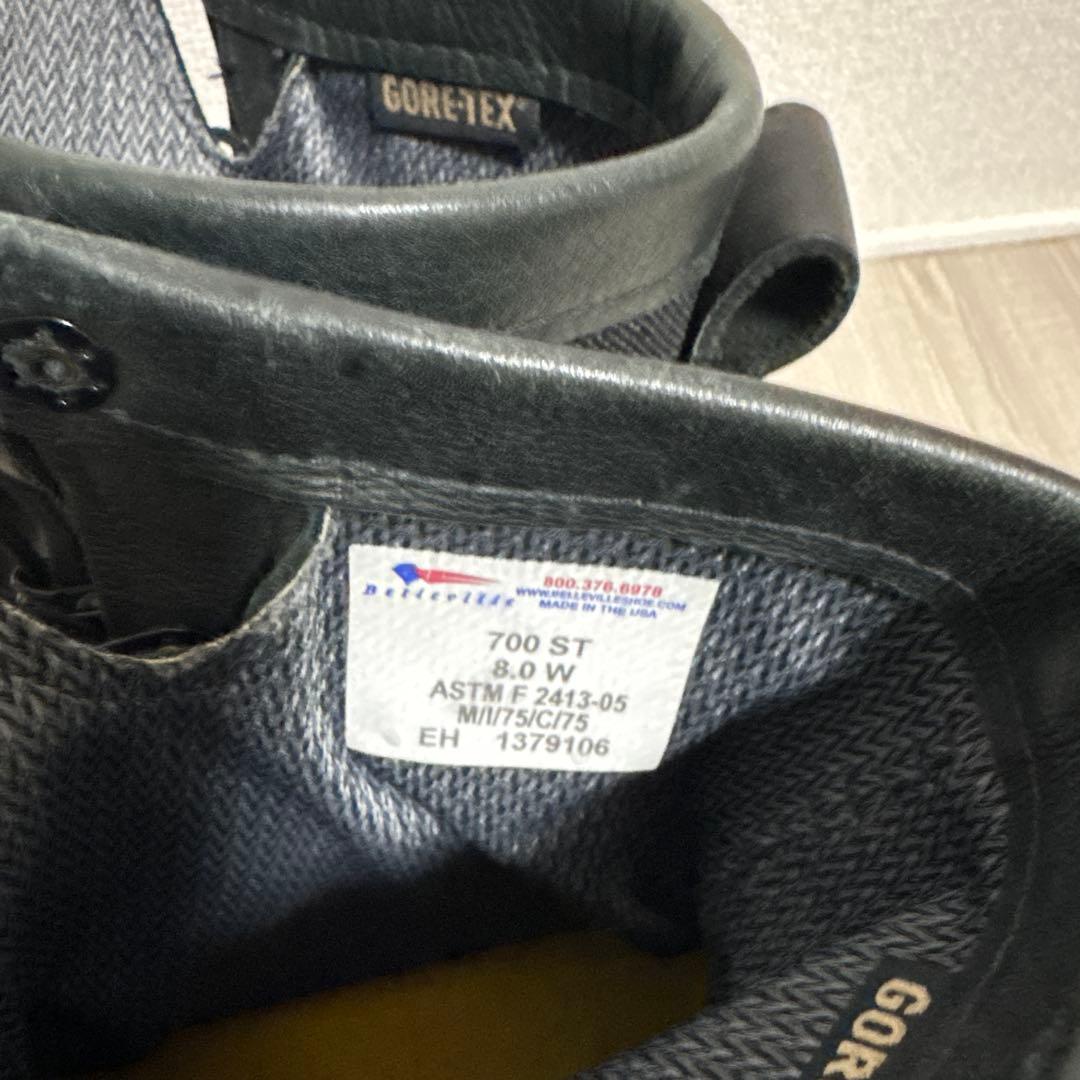 GORE-TEX
Belleville
800.376.6978
WWW.BELLEVILLESHOE.COM
MADE IN THE USA
700 ST
8.0 W
ASTM F 2413-05
M/I/75/C/75
EH 1379106
GOR